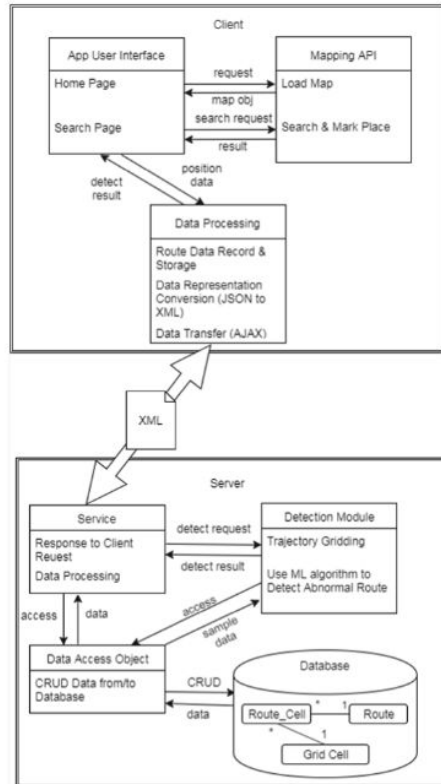 Client
App User Interface
Home Page
Search Page
request
map obj
search request
result
Mapping API
Load Map
Search & Mark Place
detect
result
position
data
Data Processing
Route Data Record &
Storage
Data Representation
Conversion (JSON to
XML)
Data Transfer (AJAX)
XML
Server
Service
Response to Client
Reuest
Data Processing
detect request
detect result
Detection Module
Trajectory Gridding
Use ML algorithm to
Detect Abnormal Route
access
data
access
sample
data
Data Access Object
CRUD Data from/to
Database
CRUD
data
Database
Route_Cell
*
1
Route
*
1
Grid Cell